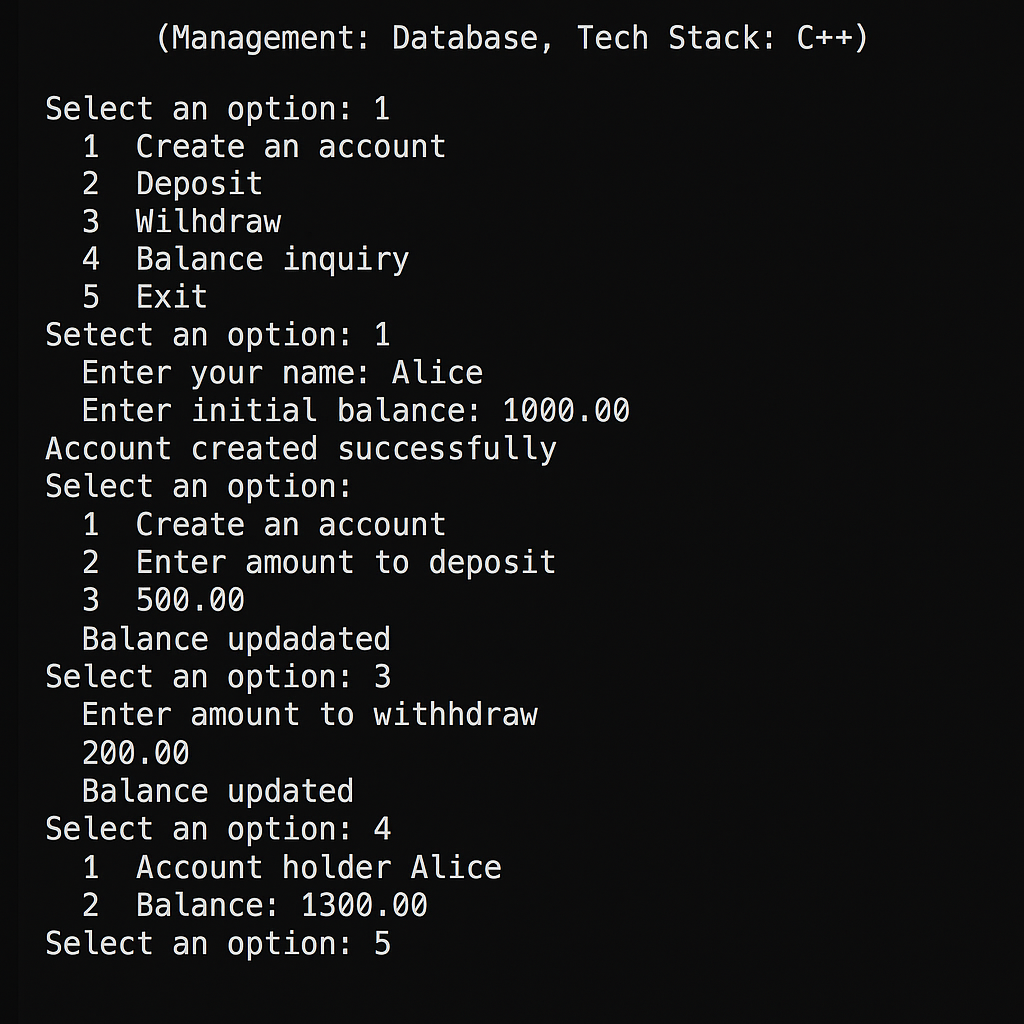 (Management: Database, Tech Stack: C++)
Select an option: 1
1 Create an account
2 Deposit
3 Wilhdraw
4 Balance inquiry
5 Exit
Setect an option: 1
Enter your name: Alice
Enter initial balance: 1000.00
Account created successfully
Select an option:
1 Create an account
2 Enter amount to deposit
3 500.00
Balance updadated
Select an option: 3
Enter amount to withhdraw
200.00
Balance updated
Select an option: 4
1 Account holder Alice
2 Balance: 1300.00
Select an option: 5